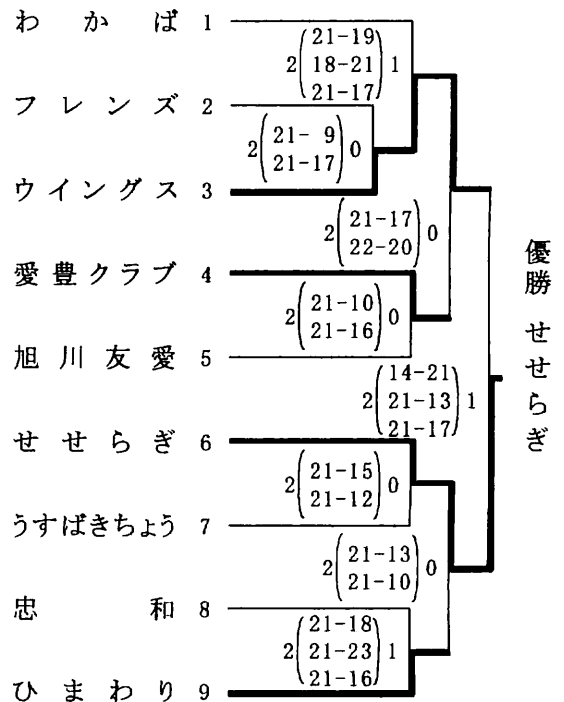 わかば 1
2 21-19 18-21 21-17 1
フレンズ 2
2 21-9 21-17 0
ウイングス 3
2 21-17 22-20 0
愛豊クラブ 4
2 21-10 21-16 0
旭川友愛 5
2 14-21 21-13 21-17 1
せせらぎ 6
2 21-15 21-12 0
うすばきちょう 7
2 21-13 21-10 0
忠和 8
2 21-18 21-23 21-16 1
ひまわり 9
優勝 せせらぎ